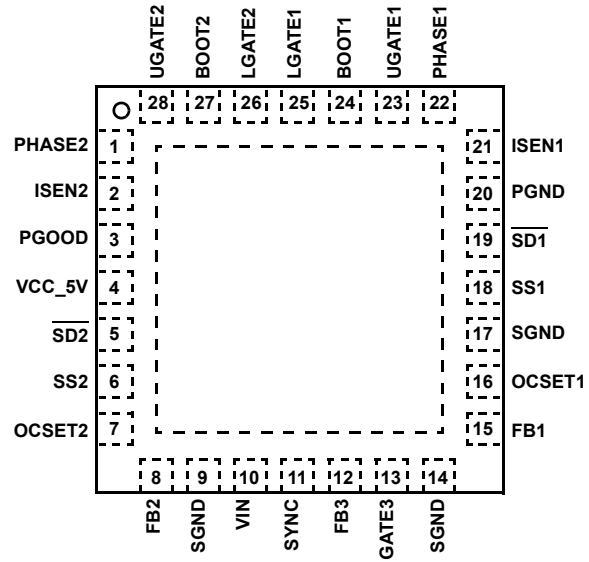 UGATE2
BOOT2
LGATE2
LGATE1
BOOT1
UGATE1
PHASE1
28
27
26
25
24
23
22
PHASE2 1
ISEN2 2
PGOOD 3
VCC_5V 4
SD2 5
SS2 6
OCSET2 7
21 ISEN1
20 PGND
19 SD1
18 SS1
17 SGND
16 OCSET1
15 FB1
8
9
10
11
12
13
14
FB2
SGND
VIN
SYNC
FB3
GATE3
SGND